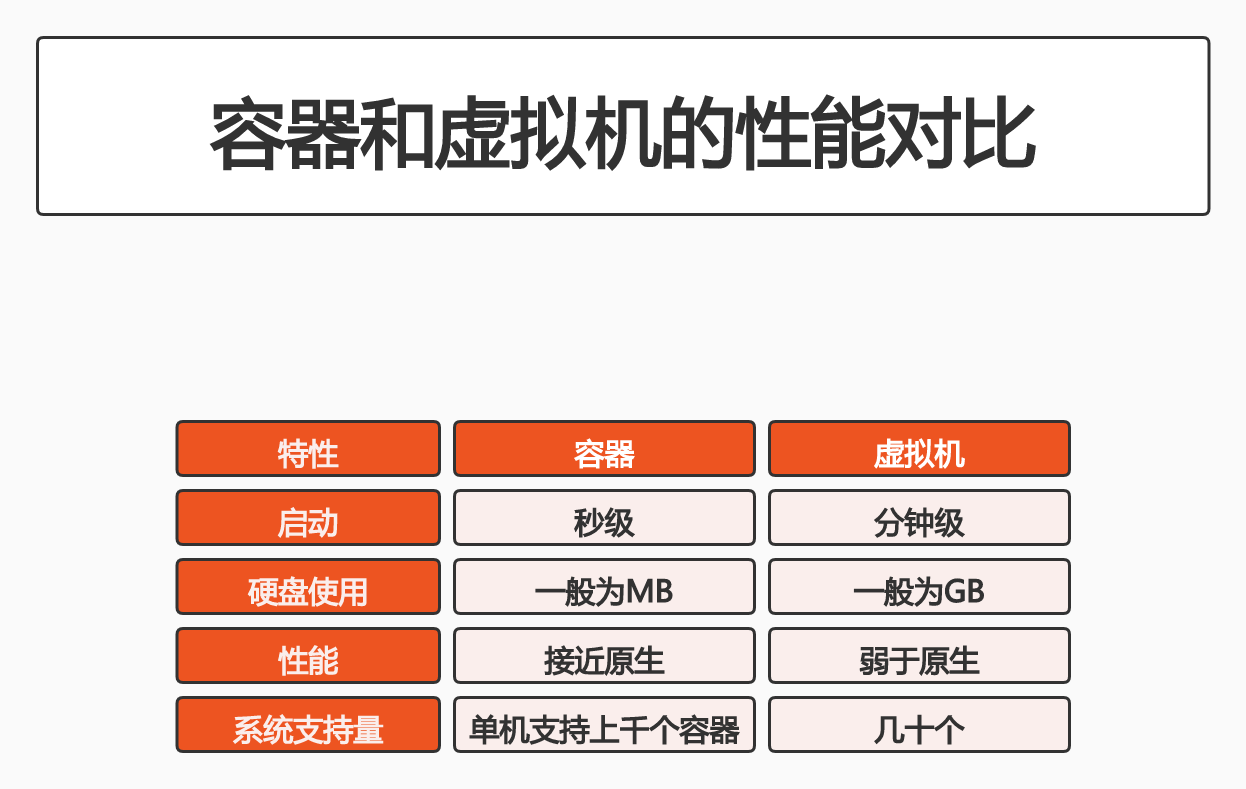 容器和虚拟机的性能对比
特性 容器 虚拟机
启动 秒级 分钟级
硬盘使用 一般为MB 一般为GB
性能 接近原生 弱于原生
系统支持量 单机支持上千个容器 几十个